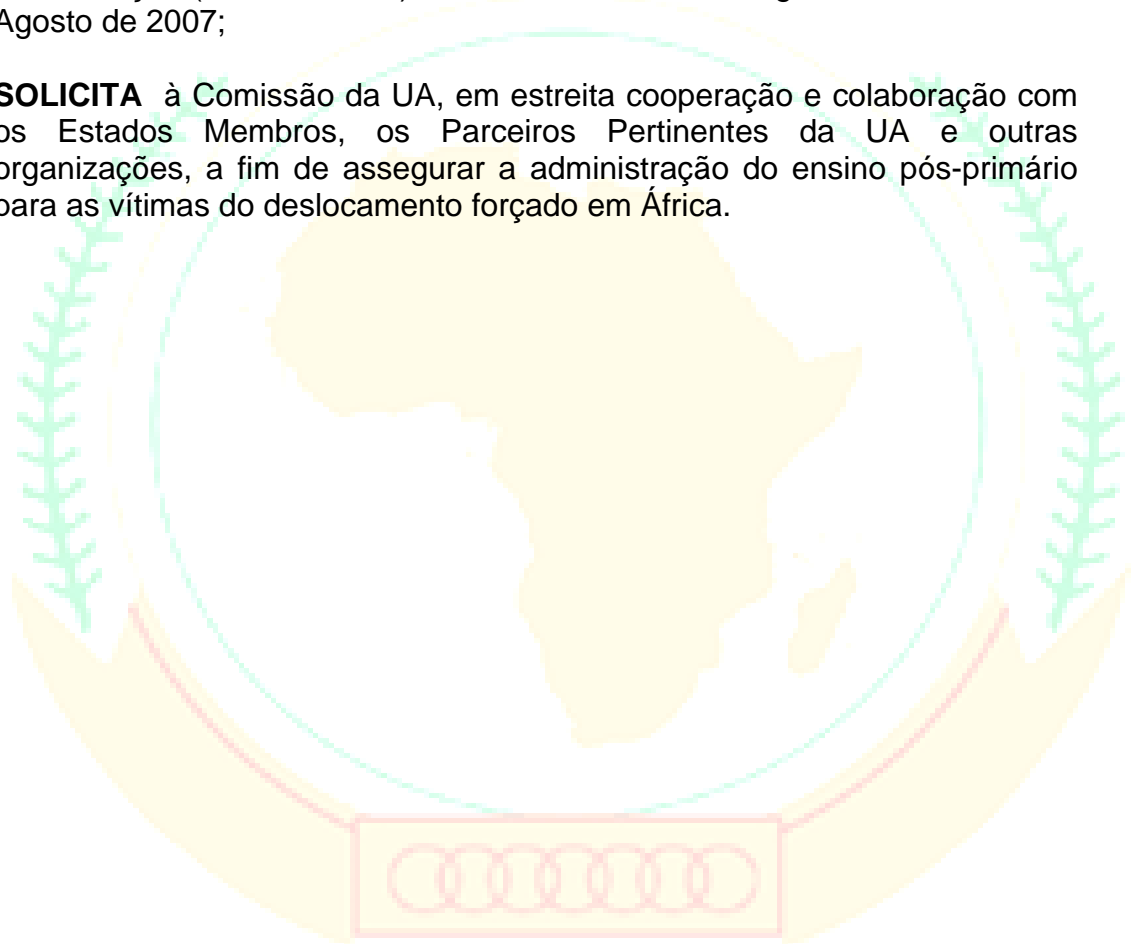 Agosto de 2007;
SOLICITA à Comissão da UA, em estreita cooperação e colaboração com
os Estados Membros, os Parceiros Pertinentes da UA e outras
organizações, a fim de assegurar a administração do ensino pós-primário
para as vítimas do deslocamento forçado em África.